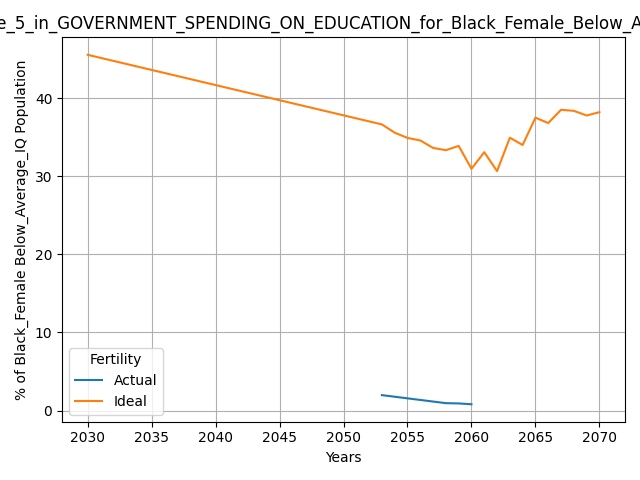 e_5_in_GOVERNMENT_SPENDING_ON_EDUCATION_for_Black_Female_Below_A
% of Black_Female Below_Average_IQ Population
40
30
20
10
0
Fertility
Actual
Ideal
2030 2035 2040 2045 2050 2055 2060 2065 2070
Years